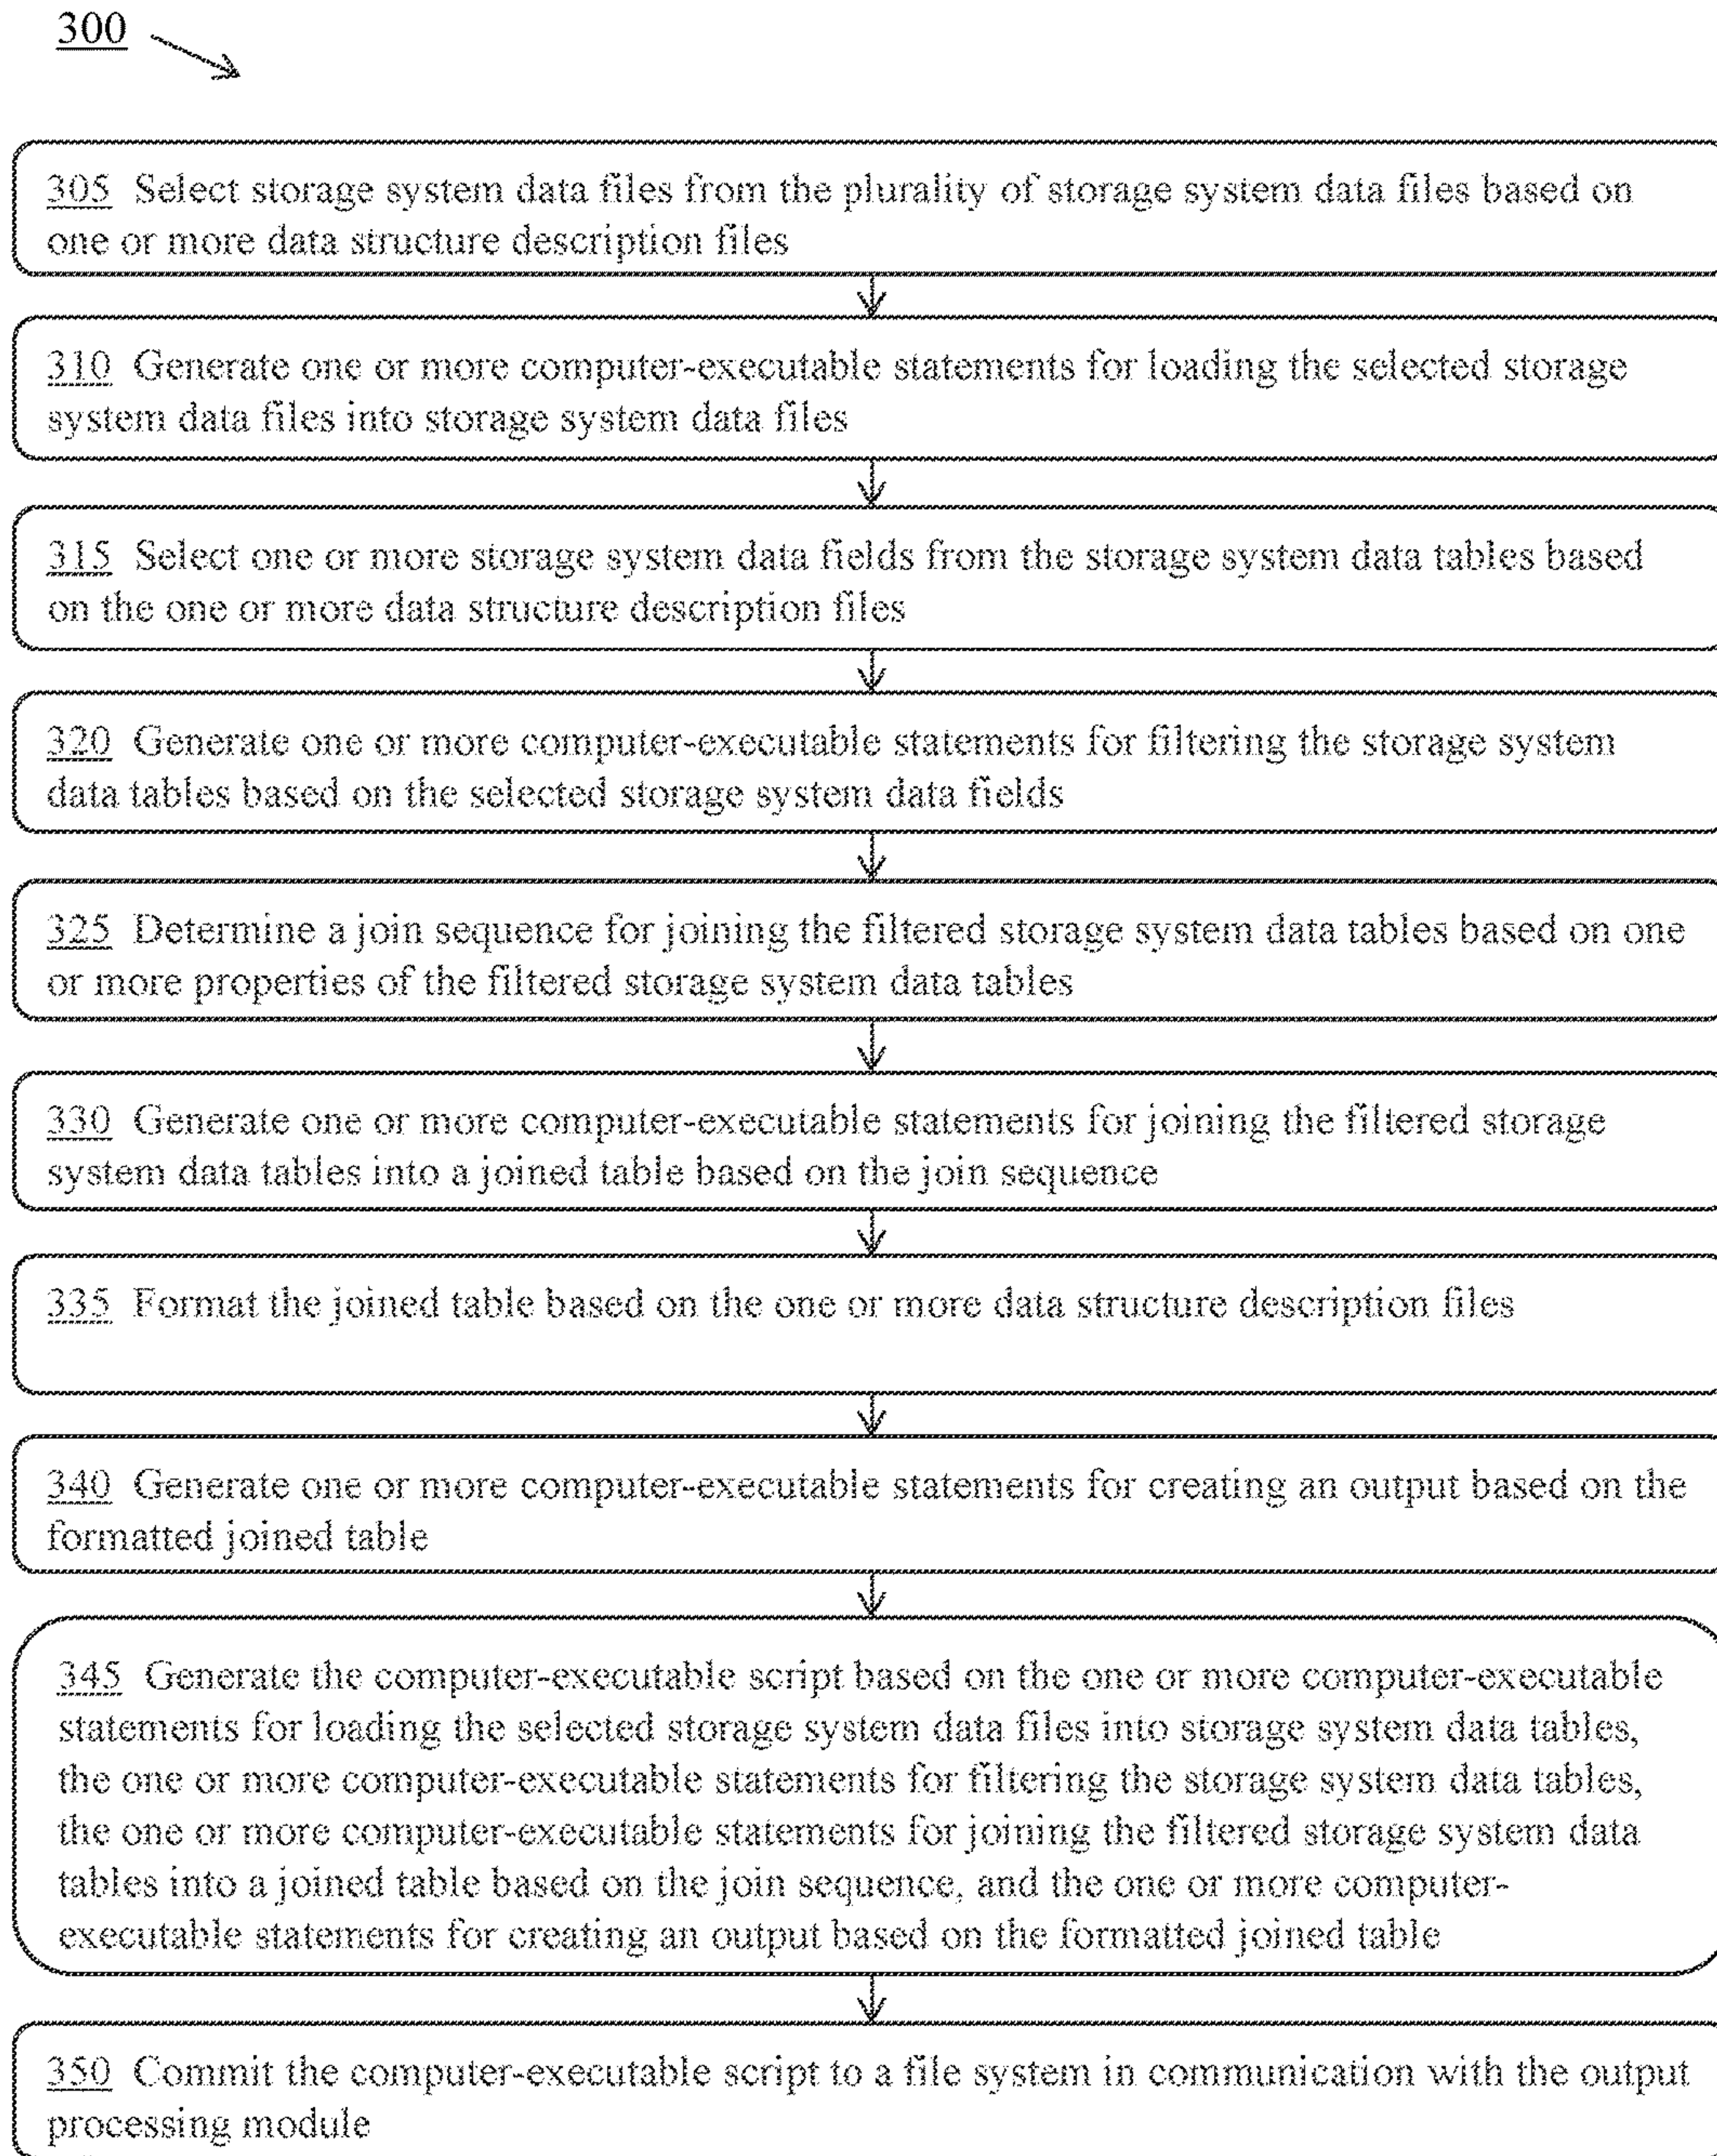 300
305 Select storage system data files from the plurality of storage system data files based on
one or more data structure description files
310 Generate one or more computer-executable statements for loading the selected storage
system data files into storage system data files
315 Select one or more storage system data fields from the storage system data tables based
on the one or more data structure description files
320 Generate one or more computer-executable statements for filtering the storage system
data tables based on the selected storage system data fields
325 Determine a join sequence for joining the filtered storage system data tables based on one
or more properties of the filtered storage system data tables
330 Generate one or more computer-executable statements for joining the filtered storage
system data tables into a joined table based on the join sequence
335 Format the joined table based on the one or more data structure description files
340 Generate one or more computer-executable statements for creating an output based on the
formatted joined table
345 Generate the computer-executable script based on the one or more computer-executable
statements for loading the selected storage system data files into storage system data tables,
the one or more computer-executable statements for filtering the storage system data tables,
the one or more computer-executable statements for joining the filtered storage system data
tables into a joined table based on the join sequence, and the one or more computer-
executable statements for creating an output based on the formatted joined table
350 Commit the computer-executable script to a file system in communication with the output
processing module